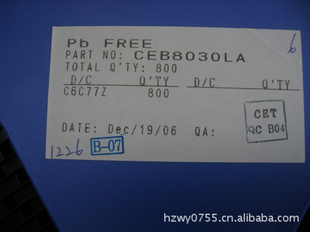 6
Pb FREE
PART NO: CEB8030LA
TOTAL Q'TY: 800
D/C Q'TY D/C Q'TY
C6C77Z 800
CET
QC B04
DATE: Dec/19/06 QA:
1226 B-07
hzwy0755.cn.alibaba.com